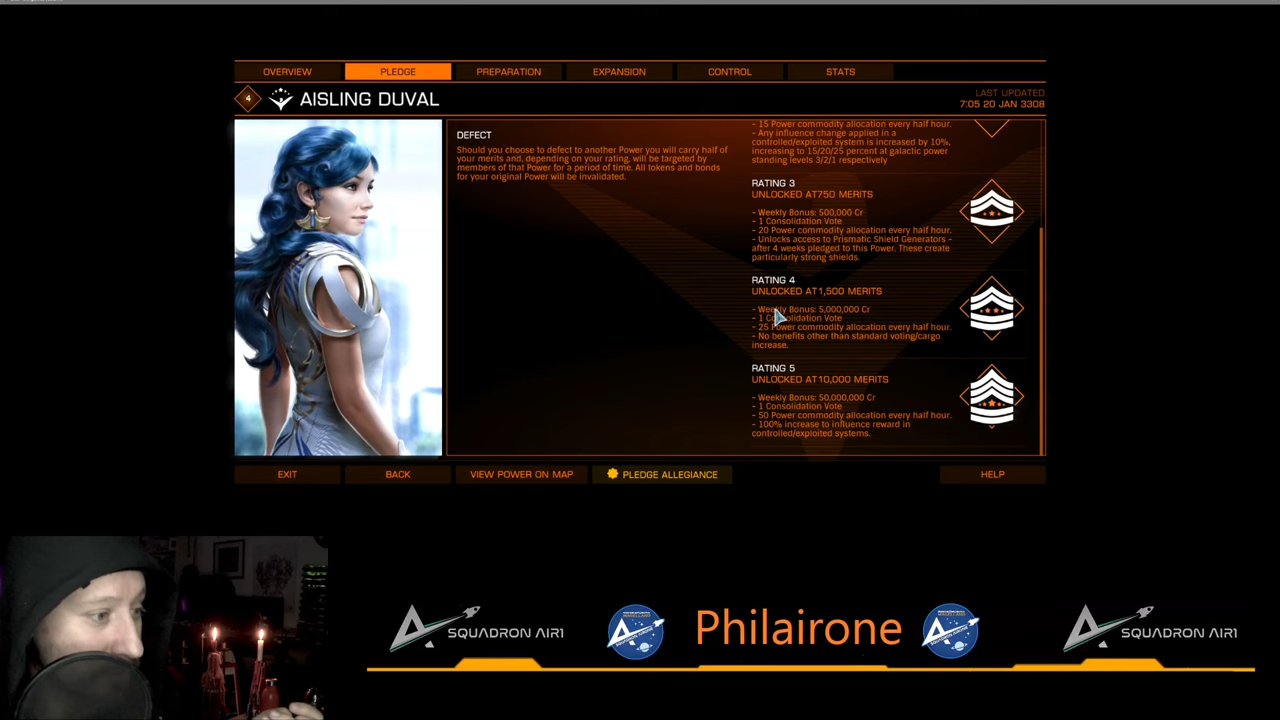 OVERVIEW
PLEDGE
PREPARATION
EXPANSION
CONTROL
STATS
4
AISLING DUVAL
LAST UPDATED
7:05 20 JAN 3308
DEFECT
Should you choose to defect to another Power you will carry half of
your merits and, depending on your rating, will be targeted by
members of that Power for a period of time. All tokens and bonds
for your original Power will be invalidated.
- 15 Power commodity allocation every half hour.
- Any influence change applied in a
controlled/exploited system is increased by 10%,
increasing to 15/20/25 percent at galactic power
standing levels 3/2/1 respectively
RATING 3
UNLOCKED AT750 MERITS
- Weekly Bonus: 500,000 Cr
- 1 Consolidation Vote
- 20 Power commodity allocation every half hour.
- Unlocks access to Prismatic Shield Generators -
after 4 weeks pledged to this Power. These create
particularly strong shields.
RATING 4
UNLOCKED AT1,500 MERITS
- Weekly Bonus: 5,000,000 Cr
- 1 Consolidation Vote
- 25 Power commodity allocation every half hour.
- No benefits other than standard voting/cargo
increase.
RATING 5
UNLOCKED AT10,000 MERITS
- Weekly Bonus: 50,000,000 Cr
- 1 Consolidation Vote
- 50 Power commodity allocation every half hour.
- 100% increase to influence reward in
controlled/exploited systems.
EXIT
BACK
VIEW POWER ON MAP
PLEDGE ALLEGIANCE
HELP
SQUADRON AIR1
Philairone
SQUADRON AIR1